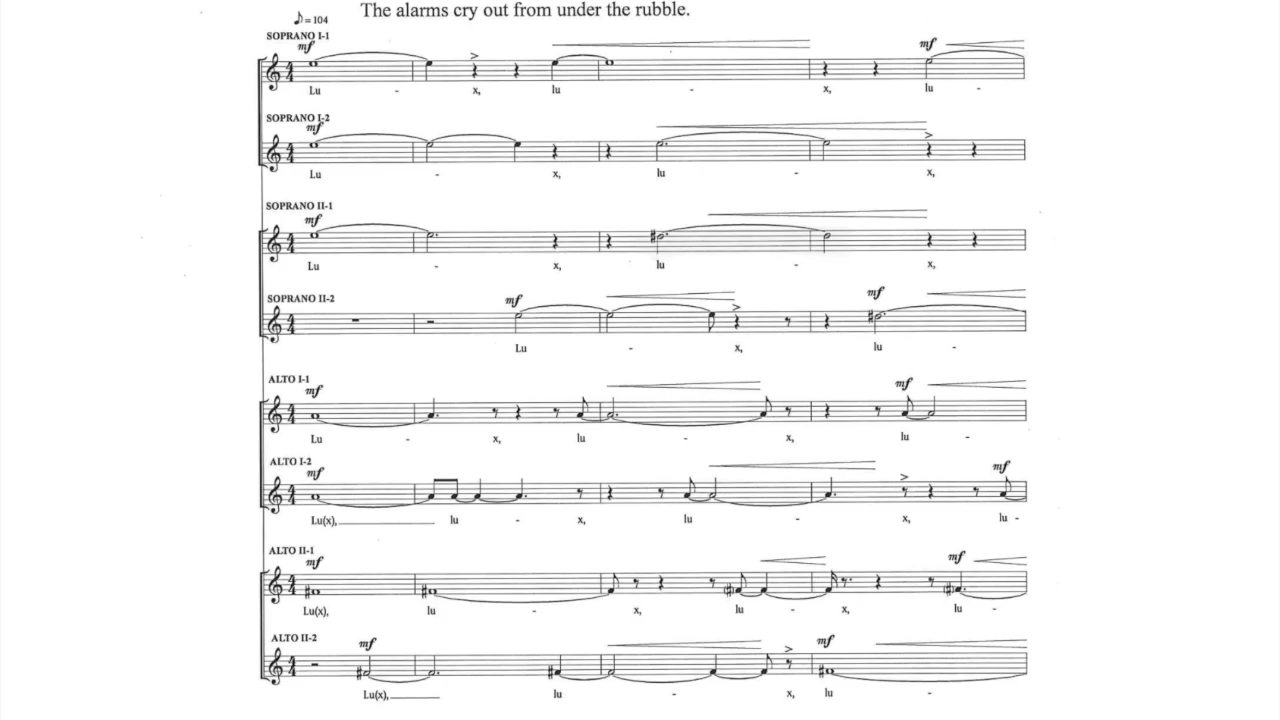 The alarms cry out from under the rubble.
♪= 104
SOPRANO I-1
mf mf
Lu - x, lu - x, lu -
SOPRANO I-2
mf
Lu - x, lu - x,
SOPRANO II-1
mf
Lu - x, lu - x,
SOPRANO II-2
mf mf
Lu - x, lu -
ALTO I-1
mf mf
Lu - x, lu - x, lu -
ALTO I-2
mf mf
Lu(x), lu - x, lu - x, lu -
ALTO II-1
mf mf
Lu(x), lu - x, lu - x, lu -
ALTO II-2
mf mf
Lu(x), lu - x, lu -